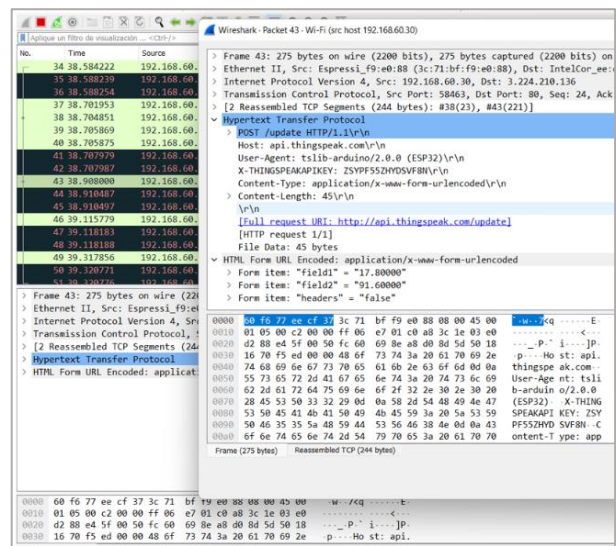 Aplique un filtro de visualización ... <Ctrl-/>
No. Time Source
34 38.584222 192.168.60.
35 38.588239 192.168.60.
36 38.588254 192.168.60.
37 38.701953 192.168.60.
38 38.704851 192.168.60.
39 38.705869 192.168.60.
40 38.705875 192.168.60.
41 38.707979 192.168.60.
42 38.707987 192.168.60.
43 38.908000 192.168.60.
44 38.910487 192.168.60.
45 38.910497 192.168.60.
46 39.115779 192.168.60.
47 39.118183 192.168.60.
48 39.118188 192.168.60.
49 39.317856 192.168.60.
50 39.320771 192.168.60.
51 39.320776 192.168.60.
> Frame 43: 275 bytes on wire (220
> Ethernet II, Src: Espressi_f9:e0
> Internet Protocol Version 4, Src
> Transmission Control Protocol, S
> [2 Reassembled TCP Segments (244
> Hypertext Transfer Protocol
> HTML Form URL Encoded: applicati
0000 60 f6 77 ee cf 37 3c 71 bf f9 e0 88 08 00 45 00 `·w··7<q ······E·
0010 01 05 00 c2 00 00 ff 06 e7 01 c0 a8 3c 1e 03 e0 ········ ····<···
0020 d2 88 e4 5f 00 50 fc 60 69 8e a8 d0 8d 5d 50 18 ···_·P·` i····]P·
0030 16 70 f5 ed 00 00 48 6f 73 74 3a 20 61 70 69 2e ·p····Ho st: api.
Wireshark · Packet 43 · Wi-Fi (src host 192.168.60.30)
> Frame 43: 275 bytes on wire (2200 bits), 275 bytes captured (2200 bits) on
> Ethernet II, Src: Espressi_f9:e0:88 (3c:71:bf:f9:e0:88), Dst: IntelCor_ee:
> Internet Protocol Version 4, Src: 192.168.60.30, Dst: 3.224.210.136
> Transmission Control Protocol, Src Port: 58463, Dst Port: 80, Seq: 24, Ack
> [2 Reassembled TCP Segments (244 bytes): #38(23), #43(221)]
Hypertext Transfer Protocol
> POST /update HTTP/1.1\r\n
Host: api.thingspeak.com\r\n
User-Agent: tslib-arduino/2.0.0 (ESP32)\r\n
X-THINGSPEAKAPIKEY: ZSYPF55ZHYDSVF8N\r\n
Content-Type: application/x-www-form-urlencoded\r\n
> Content-Length: 45\r\n
\r\n
[Full request URI: http://api.thingspeak.com/update]
[HTTP request 1/1]
File Data: 45 bytes
HTML Form URL Encoded: application/x-www-form-urlencoded
> Form item: "field1" = "17.80000"
> Form item: "field2" = "91.60000"
> Form item: "headers" = "false"
0000 60 f6 77 ee cf 37 3c 71 bf f9 e0 88 08 00 45 00 `·w··7<q ······E·
0010 01 05 00 c2 00 00 ff 06 e7 01 c0 a8 3c 1e 03 e0 ········ ····<···
0020 d2 88 e4 5f 00 50 fc 60 69 8e a8 d0 8d 5d 50 18 ···_·P·` i····]P·
0030 16 70 f5 ed 00 00 48 6f 73 74 3a 20 61 70 69 2e ·p····Ho st: api.
0040 74 68 69 6e 67 73 70 65 61 6b 2e 63 6f 6d 0d 0a thingspe ak.com··
0050 55 73 65 72 2d 41 67 65 6e 74 3a 20 74 73 6c 69 User-Age nt: tsli
0060 62 2d 61 72 64 75 69 6e 6f 2f 32 2e 30 2e 30 20 b-arduin o/2.0.0
0070 28 45 53 50 33 32 29 0d 0a 58 2d 54 48 49 4e 47 (ESP32)· ·X-THING
0080 53 50 45 41 4b 41 50 49 4b 45 59 3a 20 5a 53 59 SPEAKAPI KEY: ZSY
0090 50 46 35 35 5a 48 59 44 53 56 46 38 4e 0d 0a 43 PF55ZHYD SVF8N··C
00a0 6f 6e 74 65 6e 74 2d 54 79 70 65 3a 20 61 70 70 ontent-T ype: app
Frame (275 bytes) Reassembled TCP (244 bytes)